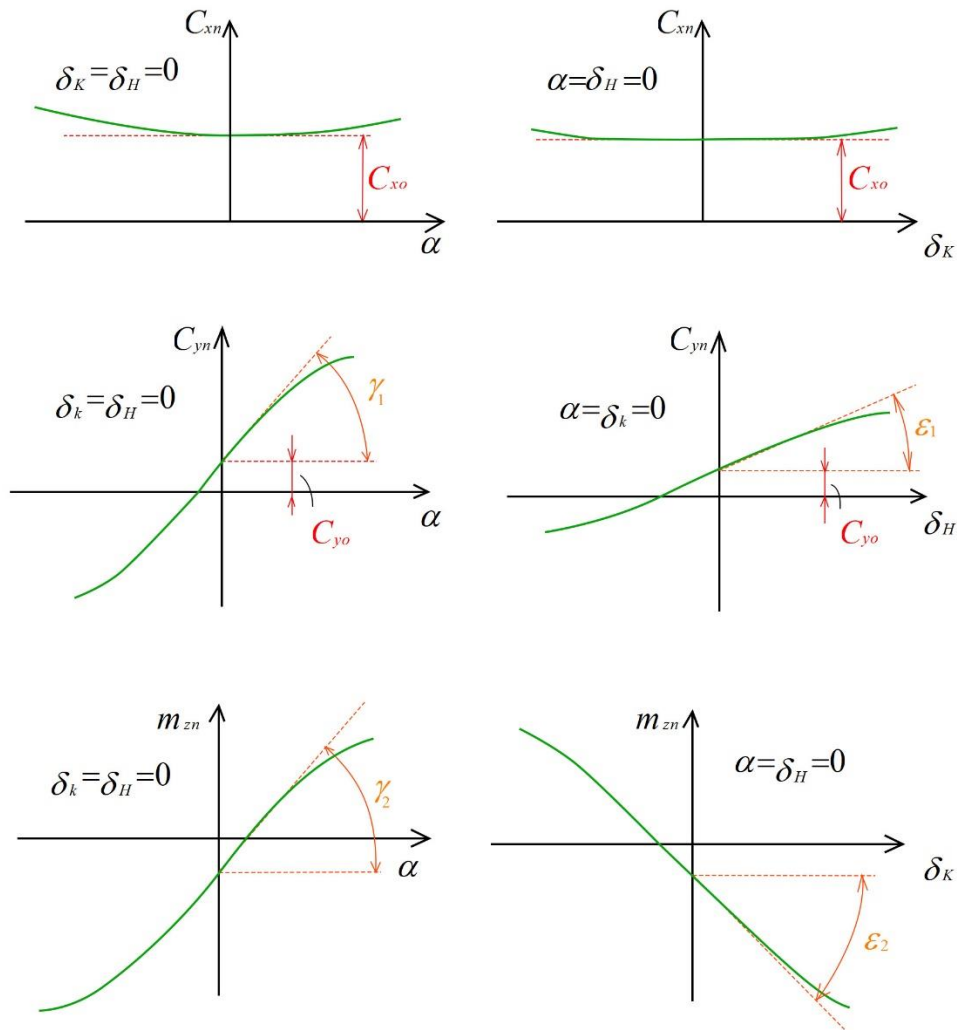 Cxn
δK=δH=0
Cxo
α
Cxn
α=δH=0
Cxo
δK
Cyn
δk=δH=0
γ1
α
Cyo
Cyn
α=δk=0
ε1
Cyo
δH
mzn
δk=δH=0
γ2
α
mzn
α=δH=0
δK
ε2